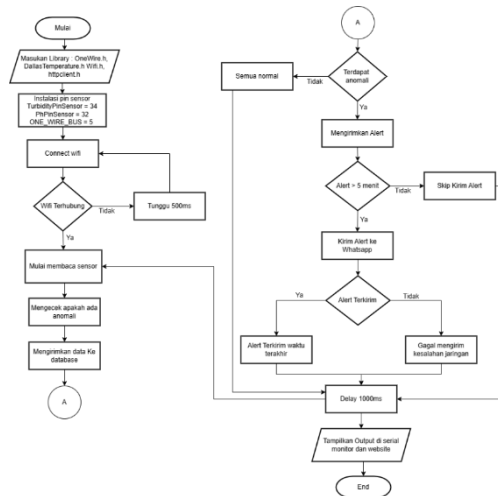 Mulai
Masukan Library : OneWire.h,
DallasTemperature.h Wifi.h,
httpclient.h
Instalasi pin sensor
TurbidityPinSensor = 34
PhPinSensor = 32
ONE_WIRE_BUS = 5
Connect wifi
Wifi Terhubung
Tidak
Tunggu 500ms
Ya
Mulai membaca sensor
Mengecek apakah ada
anomali
Mengirimkan data Ke
database
A
A
Terdapat
anomali
Tidak
Semua normal
Ya
Mengirimkan Alert
Alert > 5 menit
Tidak
Skip Kirim Alert
Ya
Kirim Alert ke
Whatsapp
Alert Terkirim
Ya
Tidak
Alert Terkirim waktu
terakhir
Gagal mengirim
kesalahan jaringan
Delay 1000ms
Tampilkan Output di serial
monitor dan website
End